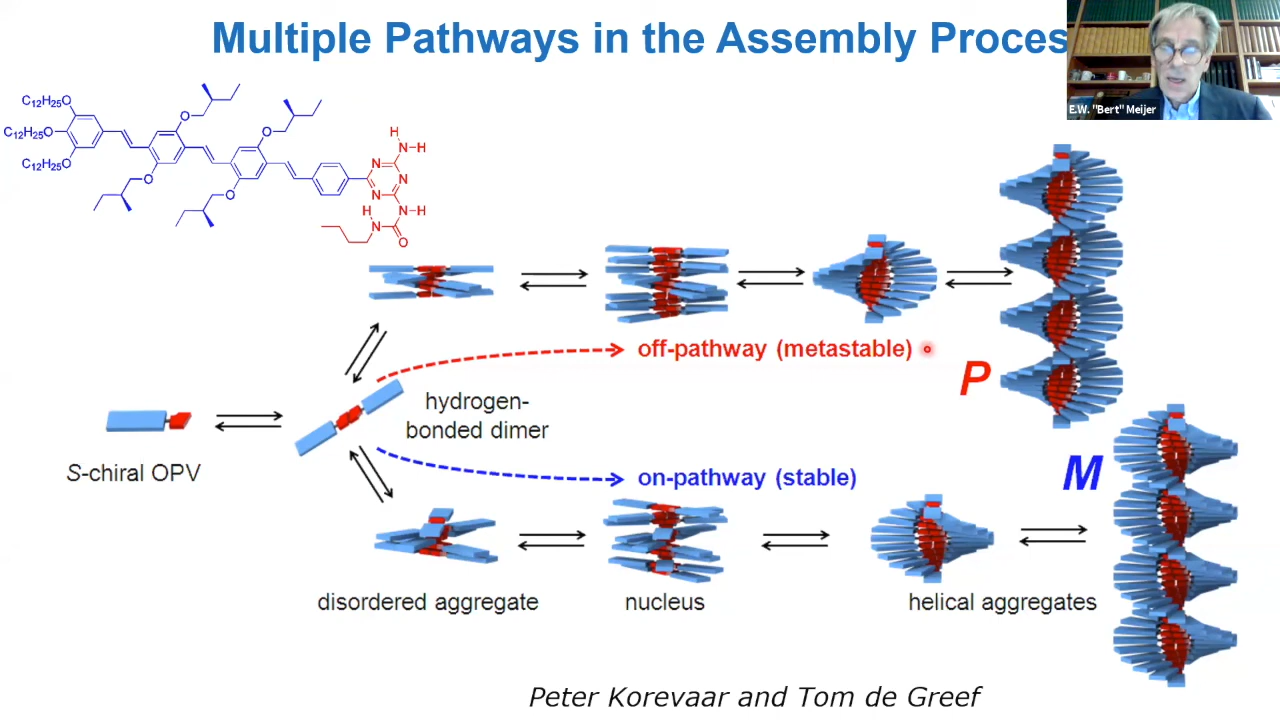 Multiple Pathways in the Assembly Proces
E.W. "Bert" Meijer
C₁₂H₂₅O
C₁₂H₂₅O
C₁₂H₂₅O
O
O
O
O
H
N–H
N
N
N
H
N
N–H
O
off-pathway (metastable)
P
hydrogen-
bonded dimer
S-chiral OPV
on-pathway (stable)
M
disordered aggregate
nucleus
helical aggregates
Peter Korevaar and Tom de Greef